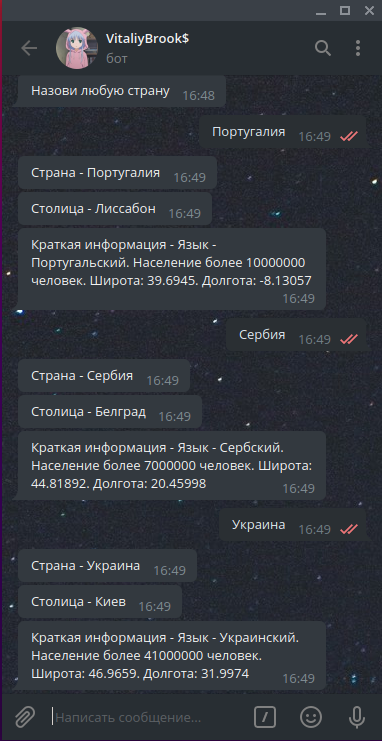 VitaliyBrook$
бот
Назови любую страну 16:48
Португалия 16:49
Страна - Португалия 16:49
Столица - Лиссабон 16:49
Краткая информация - Язык -
Португальский. Население более 10000000
человек. Широта: 39.6945. Долгота: -8.13057
16:49
Сербия 16:49
Страна - Сербия 16:49
Столица - Белград 16:49
Краткая информация - Язык - Сербский.
Население более 7000000 человек. Широта:
44.81892. Долгота: 20.45998
16:49
Украина 16:49
Страна - Украина 16:49
Столица - Киев 16:49
Краткая информация - Язык - Украинский.
Население более 41000000 человек.
Широта: 46.9659. Долгота: 31.9974
16:49
Написать сообщение...